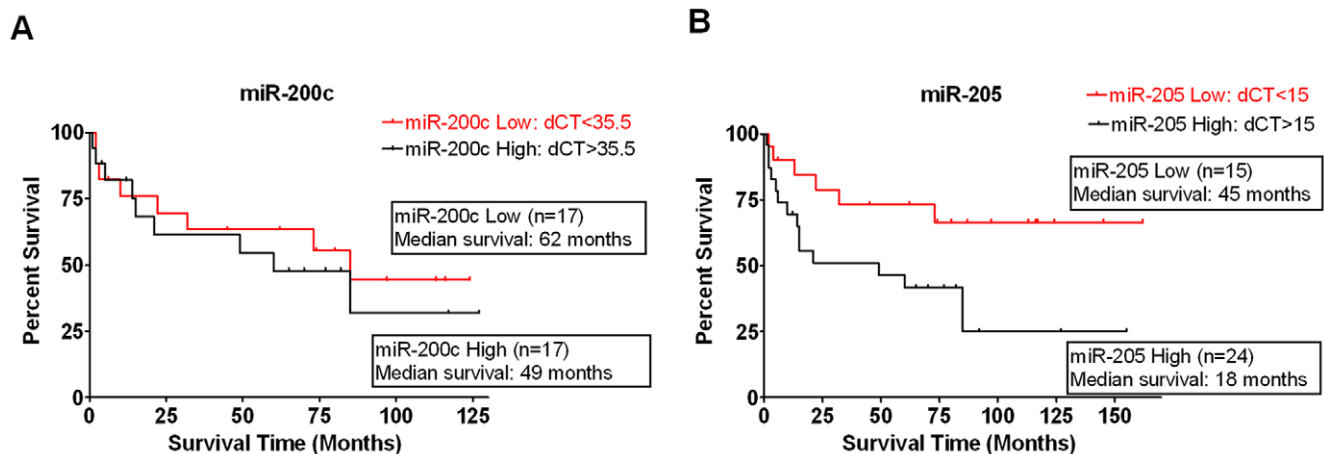 A
miR-200c
miR-200c Low: dCT<35.5
miR-200c High: dCT>35.5
100
75
50
25
0
Percent Survival
miR-200c Low (n=17)
Median survival: 62 months
miR-200c High (n=17)
Median survival: 49 months
0 25 50 75 100 125
Survival Time (Months)
B
miR-205
miR-205 Low: dCT<15
miR-205 High: dCT>15
100
75
50
25
0
Percent Survival
miR-205 Low (n=15)
Median survival: 45 months
miR-205 High (n=24)
Median survival: 18 months
0 25 50 75 100 125 150
Survival Time (Months)